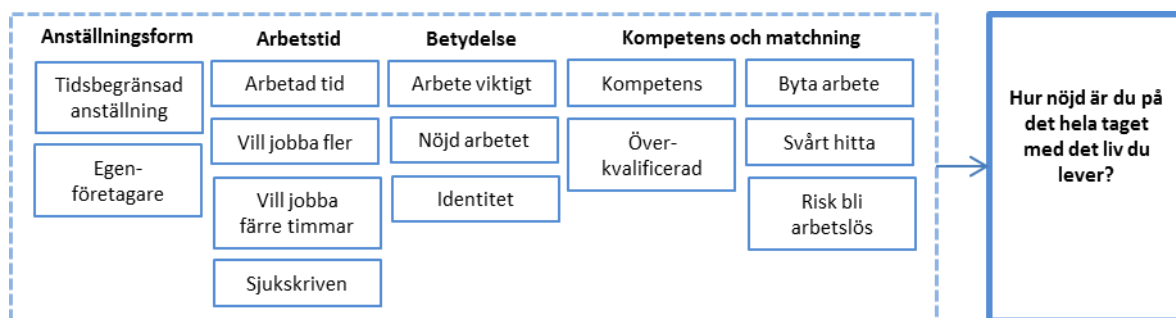 Anställningsform
Tidsbegränsad
anställning
Egen-
företagare
Arbetstid
Arbetad tid
Vill jobba fler
Vill jobba
färre timmar
Sjukskriven
Betydelse
Arbete viktigt
Nöjd arbetet
Identitet
Kompetens och matchning
Kompetens
Över-
kvalificerad
Byta arbete
Svårt hitta
Risk bli
arbetslös
Hur nöjd är du på
det hela taget
med det liv du
lever?